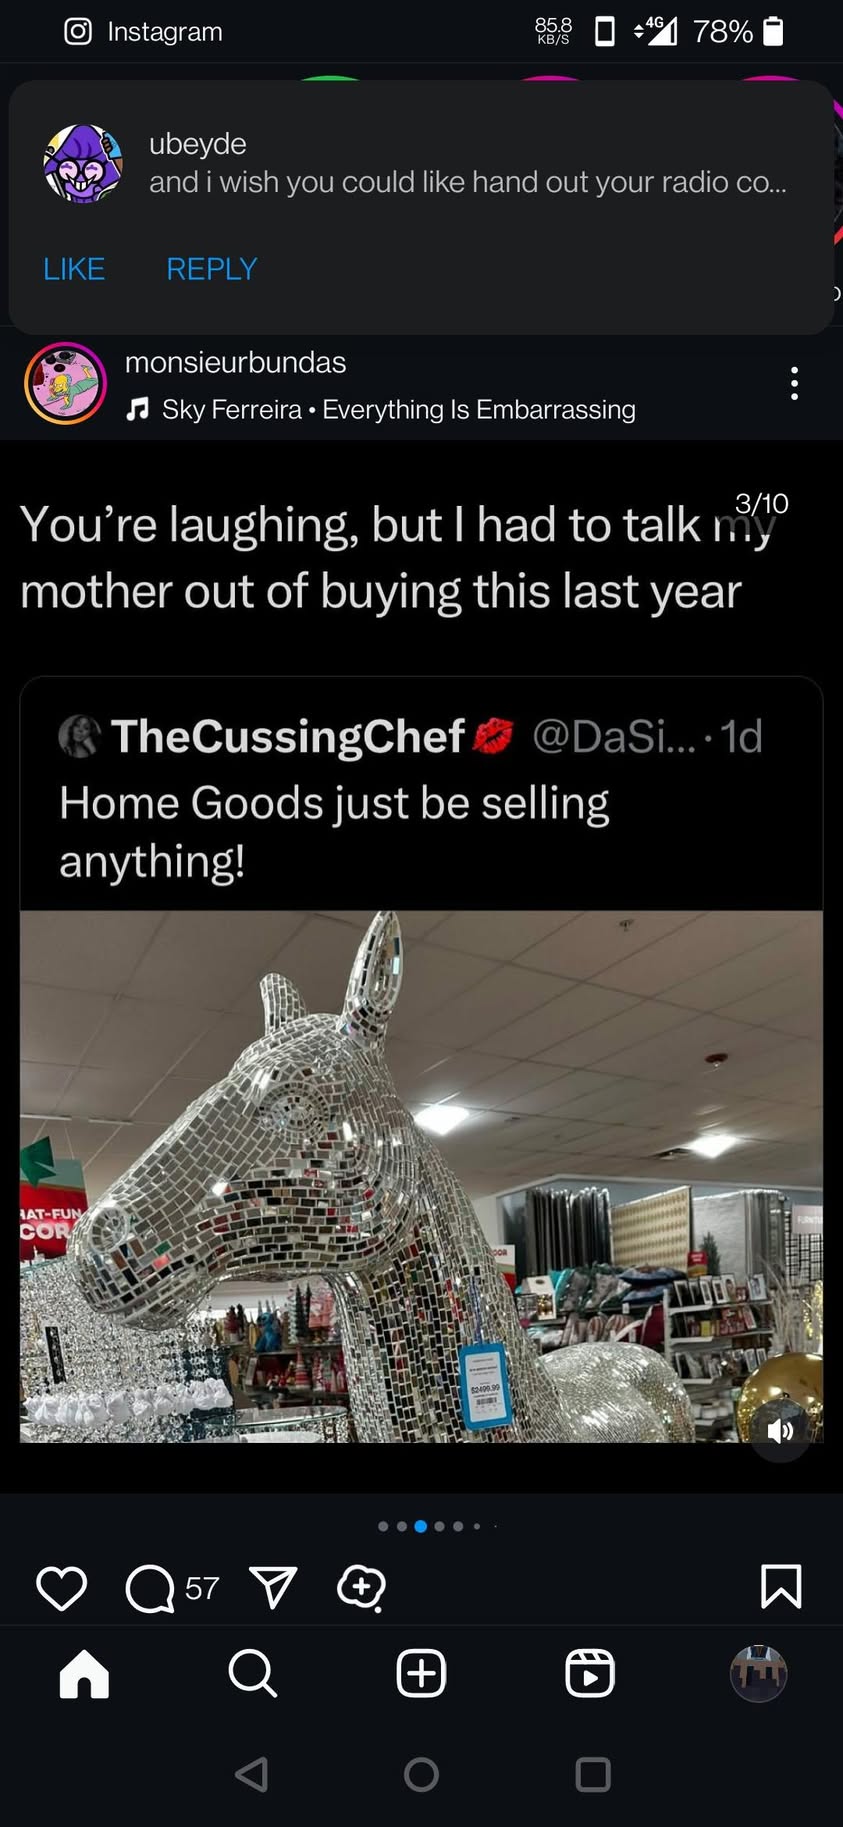 Instagram
85.8
KB/S
4G
78%
ubeyde
and i wish you could like hand out your radio co...
LIKE REPLY
monsieurbundas
Sky Ferreira • Everything Is Embarrassing
3/10
You're laughing, but I had to talk my
mother out of buying this last year
TheCussingChef💋 @DaSi... · 1d
Home Goods just be selling
anything!
HAT-FUN
COR
$2499.99
57